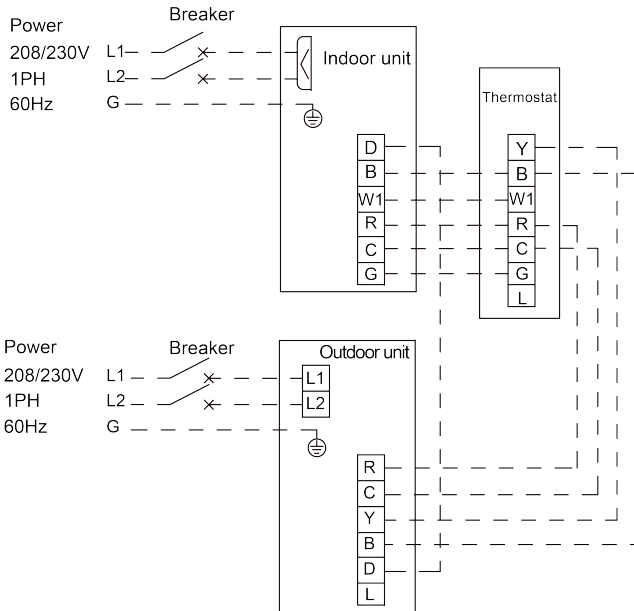 Power
Breaker
208/230V L1
1PH L2
60Hz G
Indoor unit
D
B
W1
R
C
G
Thermostat
Y
B
W1
R
C
G
L
Power
Breaker
208/230V L1
1PH L2
60Hz G
Outdoor unit
L1
L2
R
C
Y
B
D
L